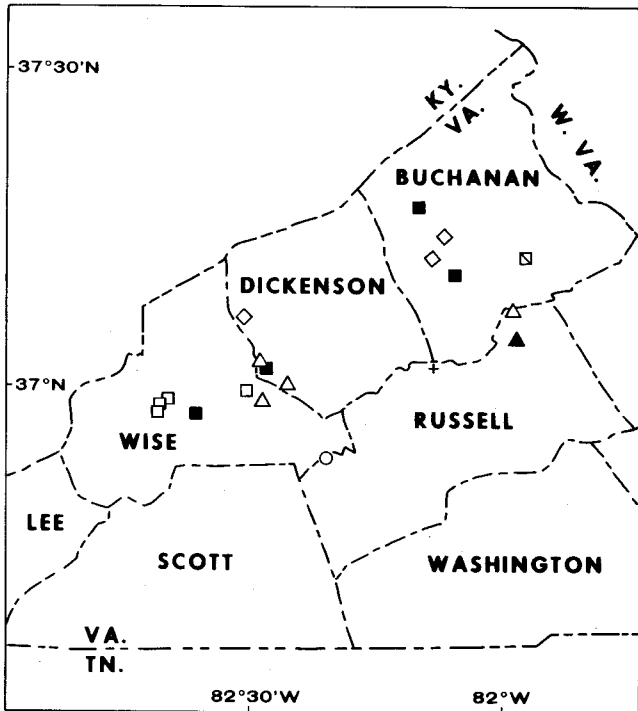 37°30'N
KY.
VA.
W. VA.
BUCHANAN
DICKENSON
37°N
RUSSELL
WISE
LEE
SCOTT
WASHINGTON
VA.
TN.
82°30'W
82°W